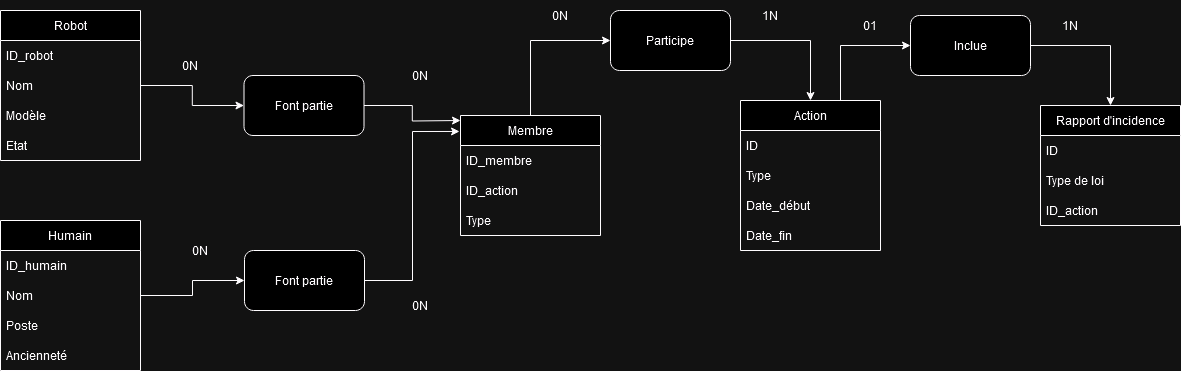 Robot
ID_robot
Nom
Modèle
Etat
0N
Font partie
0N
Humain
ID_humain
Nom
Poste
Ancienneté
0N
Font partie
0N
Membre
ID_membre
ID_action
Type
0N
Participe
1N
Action
ID
Type
Date_début
Date_fin
01
Inclue
1N
Rapport d'incidence
ID
Type de loi
ID_action